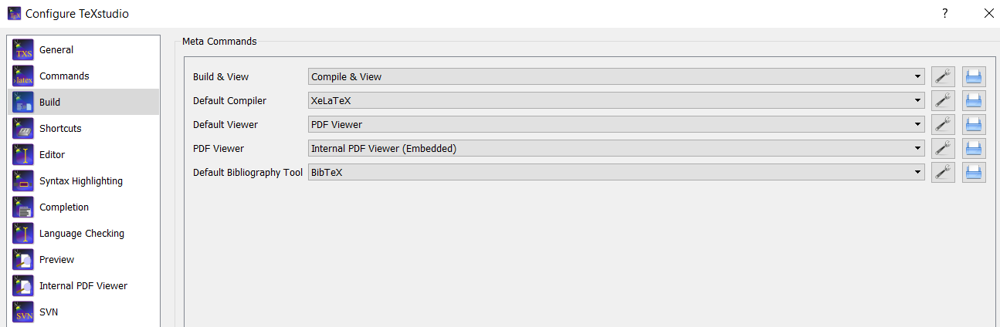 Configure TeXstudio
?
General
Commands
Build
Shortcuts
Editor
Syntax Highlighting
Completion
Language Checking
Preview
Internal PDF Viewer
SVN
Meta Commands
Build & View Compile & View
Default Compiler XeLaTeX
Default Viewer PDF Viewer
PDF Viewer Internal PDF Viewer (Embedded)
Default Bibliography Tool BibTeX